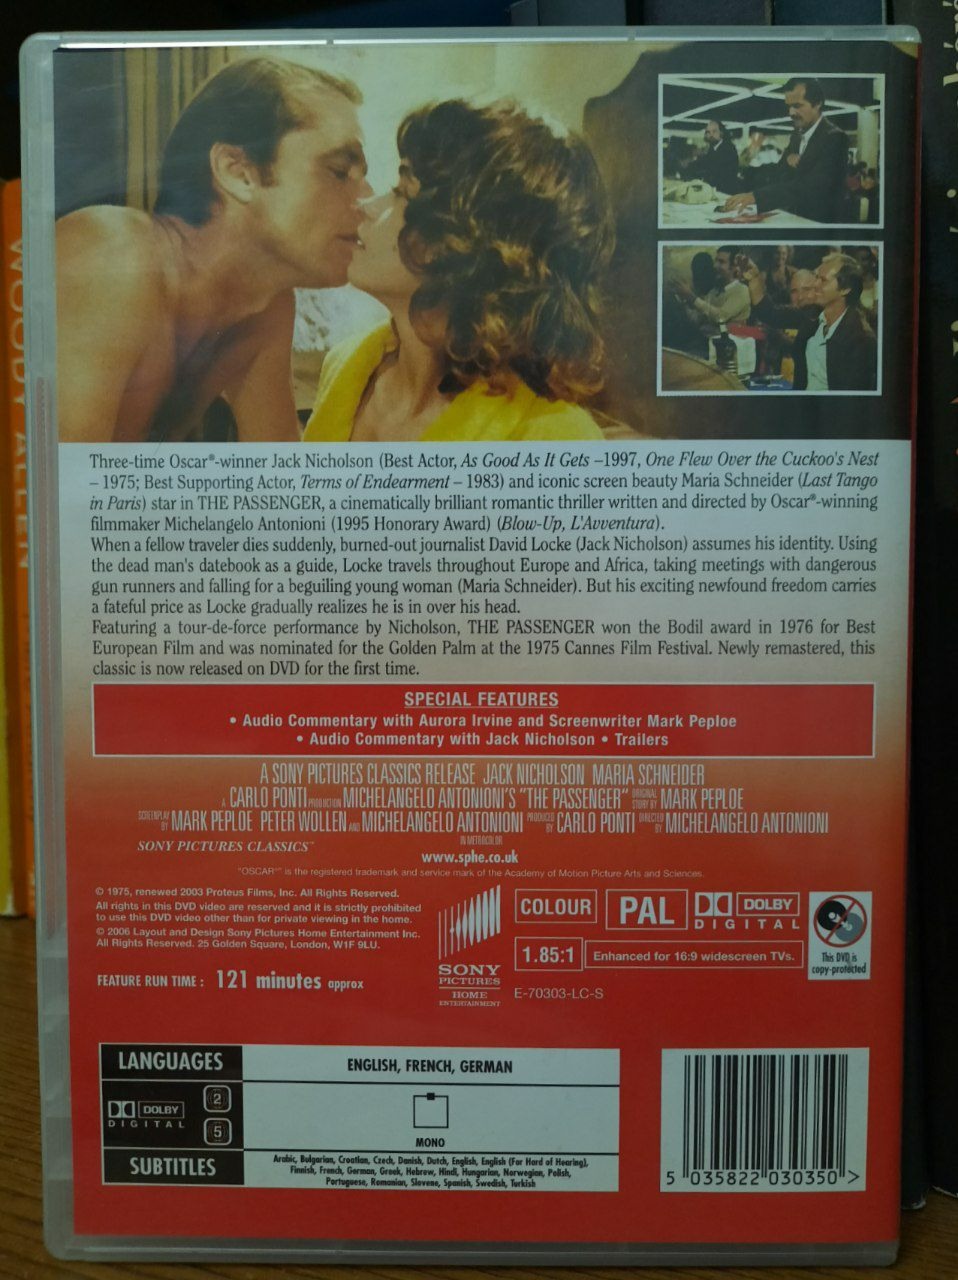 Three-time Oscar®-winner Jack Nicholson (Best Actor, As Good As It Gets –1997, One Flew Over the Cuckoo's Nest
– 1975; Best Supporting Actor, Terms of Endearment – 1983) and iconic screen beauty Maria Schneider (Last Tango
in Paris) star in THE PASSENGER, a cinematically brilliant romantic thriller written and directed by Oscar®-winning
filmmaker Michelangelo Antonioni (1995 Honorary Award) (Blow-Up, L'Avventura).
When a fellow traveler dies suddenly, burned-out journalist David Locke (Jack Nicholson) assumes his identity. Using
the dead man's datebook as a guide, Locke travels throughout Europe and Africa, taking meetings with dangerous
gun runners and falling for a beguiling young woman (Maria Schneider). But his exciting newfound freedom carries
a fateful price as Locke gradually realizes he is in over his head.
Featuring a tour-de-force performance by Nicholson, THE PASSENGER won the Bodil award in 1976 for Best
European Film and was nominated for the Golden Palm at the 1975 Cannes Film Festival. Newly remastered, this
classic is now released on DVD for the first time.
SPECIAL FEATURES
• Audio Commentary with Aurora Irvine and Screenwriter Mark Peploe
• Audio Commentary with Jack Nicholson • Trailers
A SONY PICTURES CLASSICS RELEASE JACK NICHOLSON MARIA SCHNEIDER
A CARLO PONTI PRODUCTION MICHELANGELO ANTONIONI'S "THE PASSENGER" ORIGINAL STORY BY MARK PEPLOE
SCREENPLAY BY MARK PEPLOE PETER WOLLEN AND MICHELANGELO ANTONIONI PRODUCED BY CARLO PONTI DIRECTED BY MICHELANGELO ANTONIONI
IN METROCOLOR
SONY PICTURES CLASSICS™
www.sphe.co.uk
"OSCAR®" is the registered trademark and service mark of the Academy of Motion Picture Arts and Sciences.
© 1975, renewed 2003 Proteus Films, Inc. All Rights Reserved.
All rights in this DVD video are reserved and it is strictly prohibited
to use this DVD video other than for private viewing in the home.
© 2006 Layout and Design Sony Pictures Home Entertainment Inc.
All Rights Reserved. 25 Golden Square, London, W1F 9LU.
FEATURE RUN TIME : 121 minutes approx
SONY
PICTURES
HOME
ENTERTAINMENT
COLOUR
PAL
DOLBY
DIGITAL
1.85:1
Enhanced for 16:9 widescreen TVs.
E-70303-LC-S
This DVD is
copy-protected
LANGUAGES
ENGLISH, FRENCH, GERMAN
DOLBY
DIGITAL
2
5
MONO
SUBTITLES
Arabic, Bulgarian, Croatian, Czech, Danish, Dutch, English, English (For Hard of Hearing),
Finnish, French, German, Greek, Hebrew, Hindi, Hungarian, Norwegian, Polish,
Portuguese, Romanian, Slovene, Spanish, Swedish, Turkish
5 035822 030350 >
WOODY ALLEN